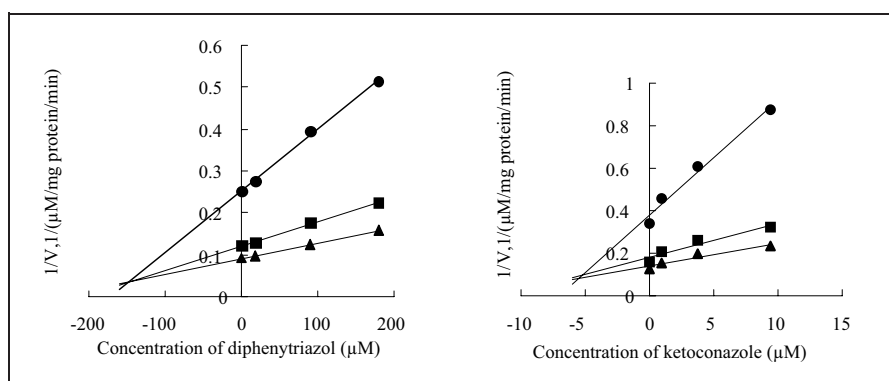 1/V,1/(µM/mg protein/min)
0.6
0.5
0.4
0.3
0.2
0.1
0
-200 -100 0 100 200
Concentration of diphenytriazol (µM)
1/V,1/(µM/mg protein/min)
1
0.8
0.6
0.4
0.2
0
-10 -5 0 5 10 15
Concentration of ketoconazole (µM)